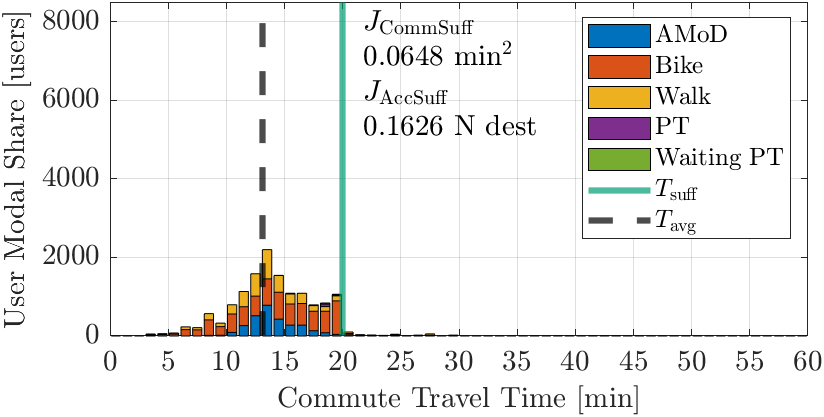 8000
6000
4000
2000
0
User Modal Share [users]
J_CommSuff
0.0648 min²
J_AccSuff
0.1626 N dest
AMoD
Bike
Walk
PT
Waiting PT
T_suff
T_avg
0 5 10 15 20 25 30 35 40 45 50 55 60
Commute Travel Time [min]